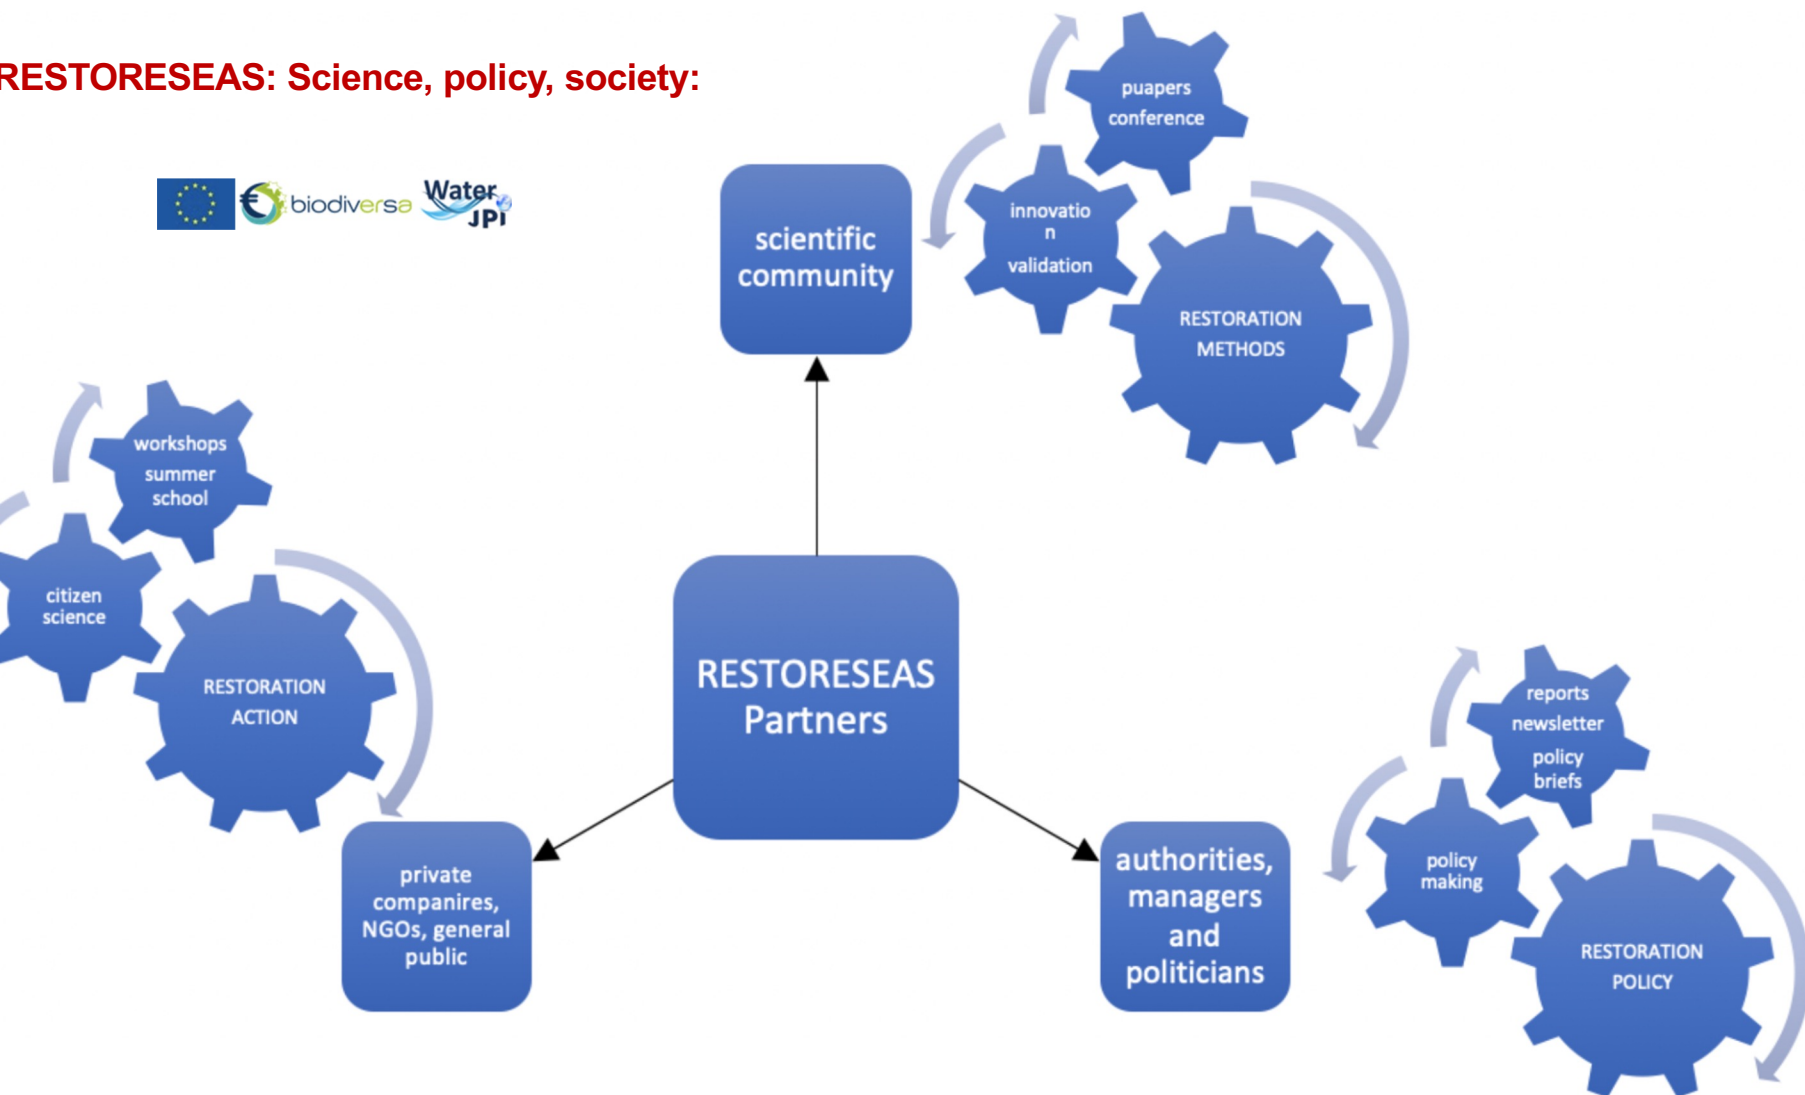 RESTORESEAS: Science, policy, society:
biodiversa
Water
JPI
puapers
conference
innovatio
n
validation
RESTORATION
METHODS
scientific
community
workshops
summer
school
citizen
science
RESTORATION
ACTION
RESTORESEAS
Partners
private
companires,
NGOs, general
public
authorities,
managers
and
politicians
reports
newsletter
policy
briefs
policy
making
RESTORATION
POLICY